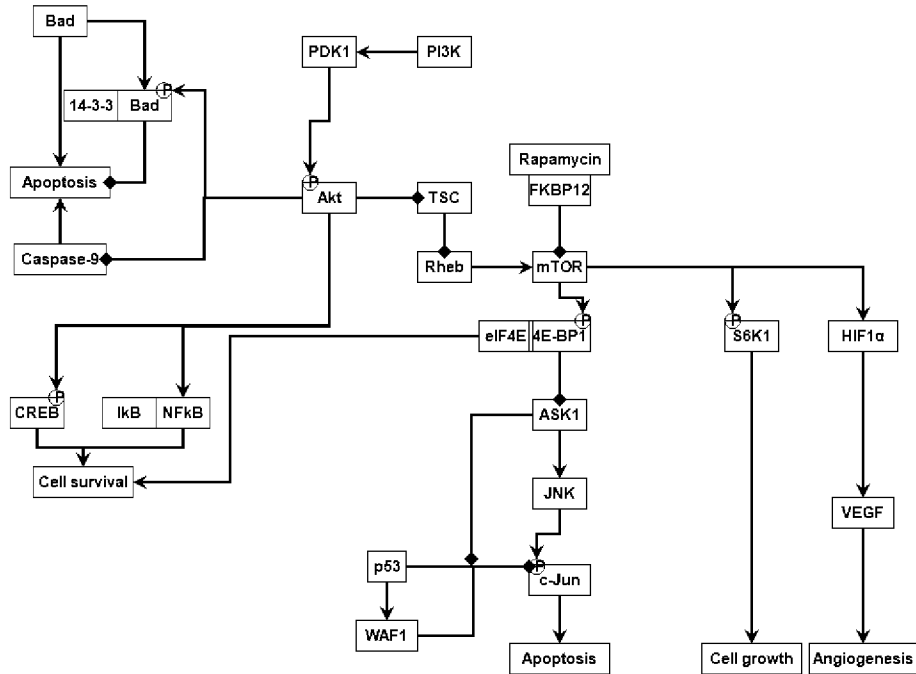 Bad
PDK1
PI3K
14-3-3
Bad
P
Rapamycin
FKBP12
Apoptosis
P
Akt
TSC
Caspase-9
Rheb
mTOR
eIF4E
4E-BP1
P
P
S6K1
HIF1α
P
CREB
IkB
NFkB
ASK1
Cell survival
JNK
VEGF
p53
P
c-Jun
WAF1
Apoptosis
Cell growth
Angiogenesis